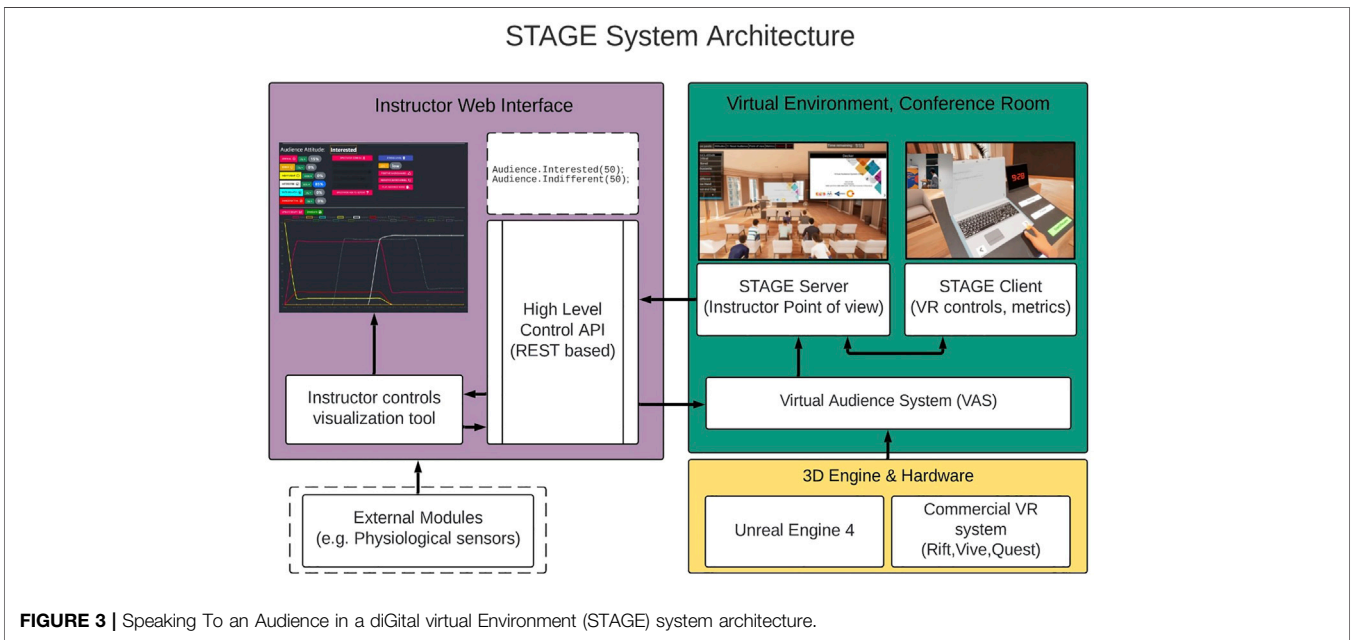 STAGE System Architecture
Instructor Web Interface
Audience Attitude: Interested
Audience.Interested(50);
Audience.Indifferent(50);
High Level
Control API
(REST based)
Instructor controls
visualization tool
External Modules
(e.g. Physiological sensors)
Virtual Environment, Conference Room
9:28
STAGE Server
(Instructor Point of view)
STAGE Client
(VR controls, metrics)
Virtual Audience System (VAS)
3D Engine & Hardware
Unreal Engine 4
Commercial VR
system
(Rift,Vive,Quest)
FIGURE 3 | Speaking To an Audience in a diGital virtual Environment (STAGE) system architecture.